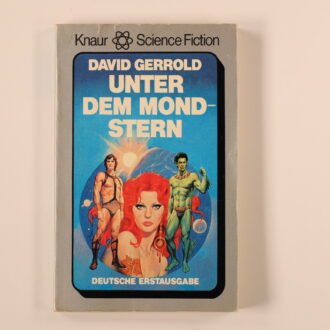 Knaur Science Fiction
DAVID GERROLD
UNTER
DEM MOND-
STERN
DEUTSCHE ERSTAUSGABE